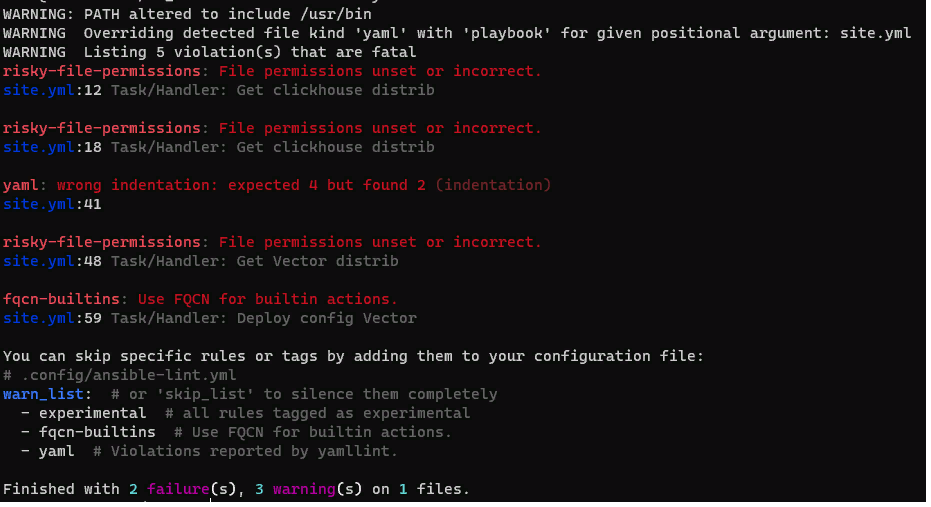 WARNING: PATH altered to include /usr/bin
WARNING  Overriding detected file kind 'yaml' with 'playbook' for given positional argument: site.yml
WARNING  Listing 5 violation(s) that are fatal
risky-file-permissions: File permissions unset or incorrect.
site.yml:12 Task/Handler: Get clickhouse distrib
risky-file-permissions: File permissions unset or incorrect.
site.yml:18 Task/Handler: Get clickhouse distrib
yaml: wrong indentation: expected 4 but found 2 (indentation)
site.yml:41
risky-file-permissions: File permissions unset or incorrect.
site.yml:48 Task/Handler: Get Vector distrib
fqcn-builtins: Use FQCN for builtin actions.
site.yml:59 Task/Handler: Deploy config Vector
You can skip specific rules or tags by adding them to your configuration file:
# .config/ansible-lint.yml
warn_list:  # or 'skip_list' to silence them completely
  - experimental  # all rules tagged as experimental
  - fqcn-builtins  # Use FQCN for builtin actions.
  - yaml  # Violations reported by yamllint.
Finished with 2 failure(s), 3 warning(s) on 1 files.